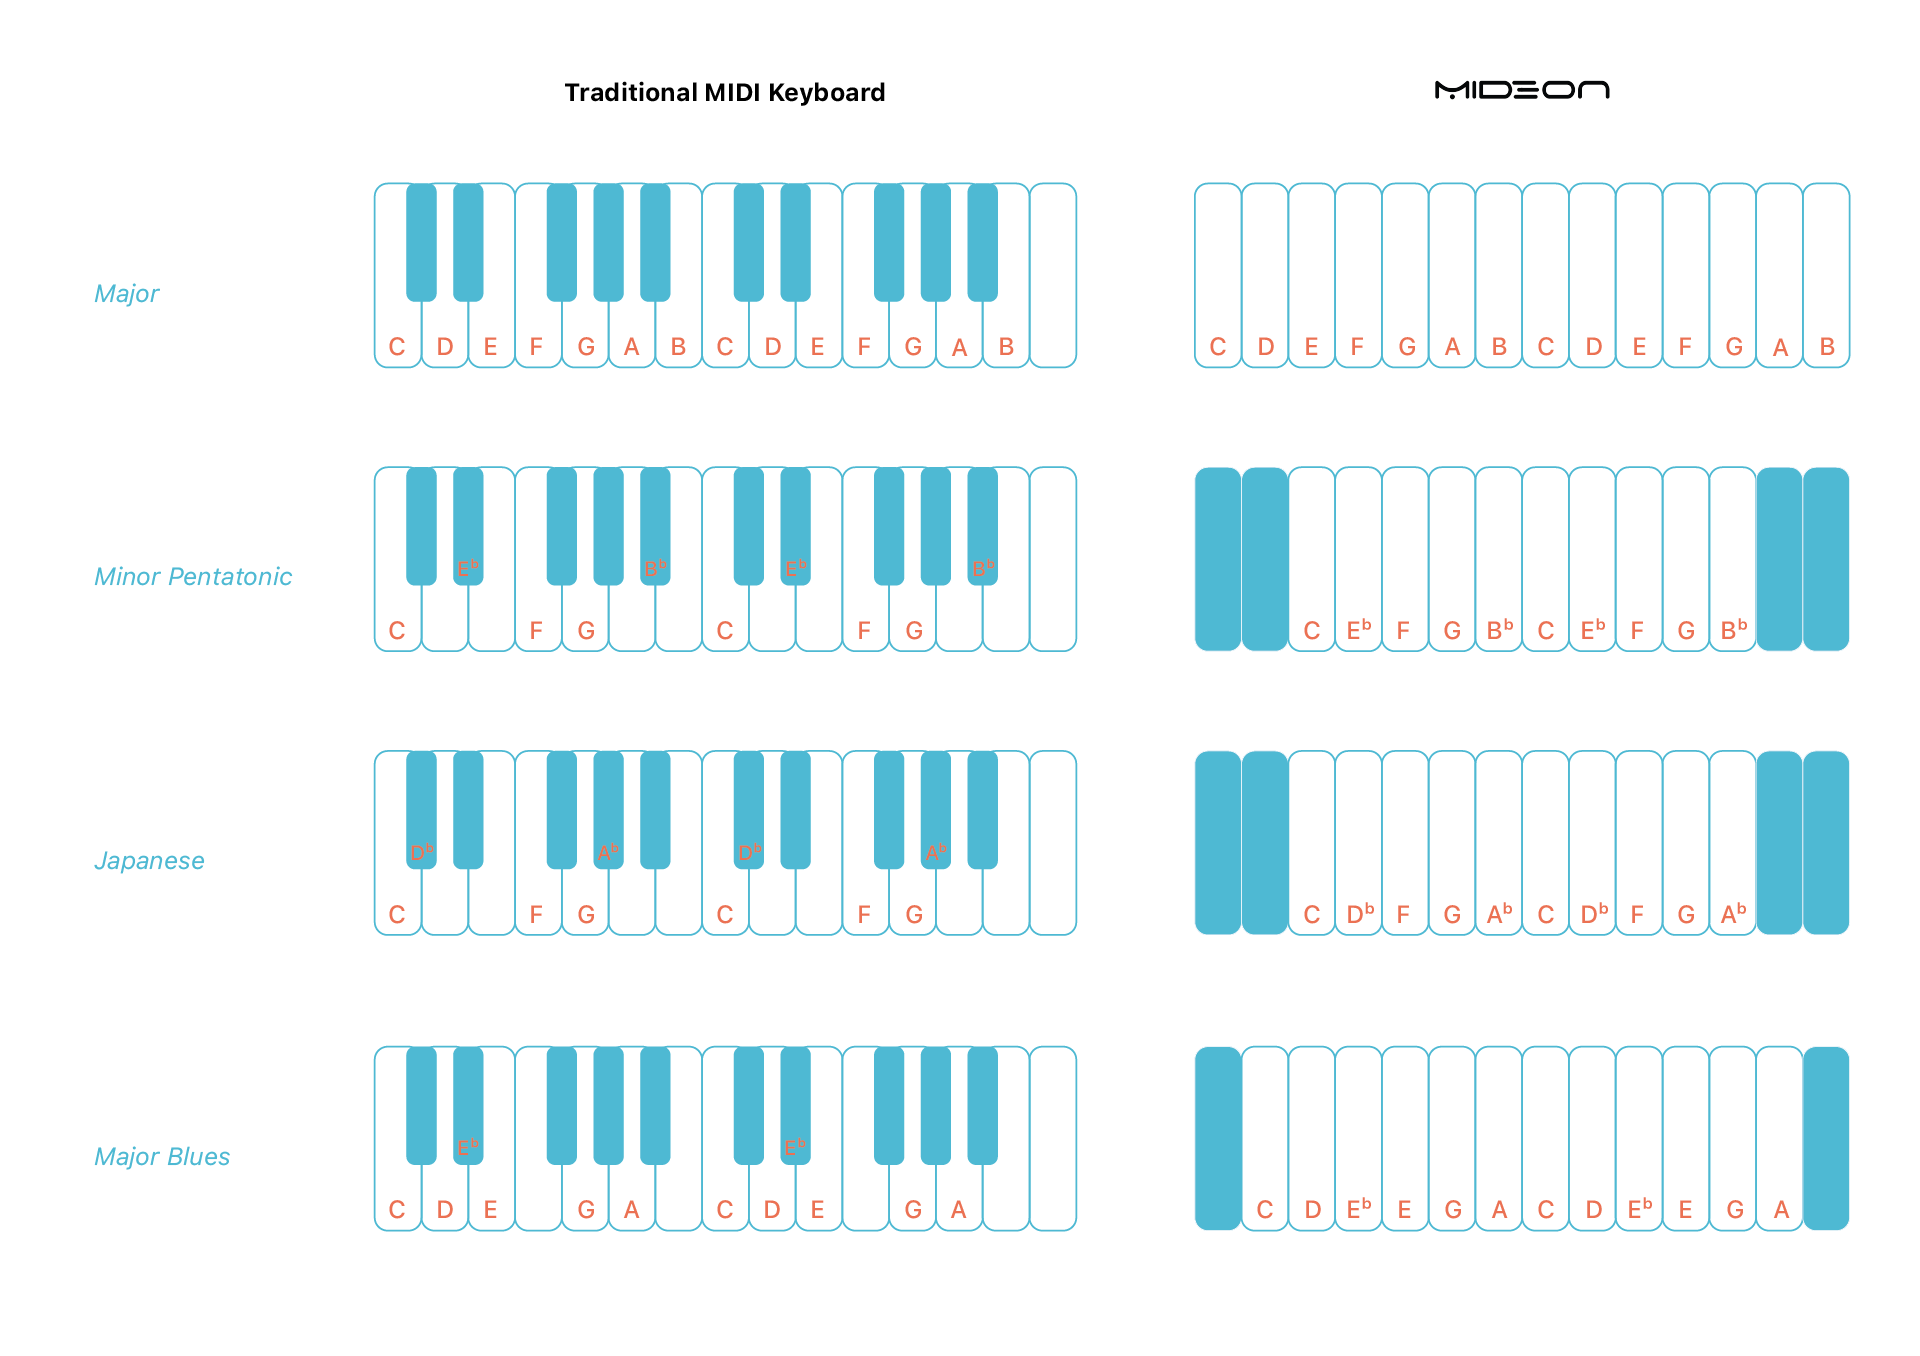 Traditional MIDI Keyboard
MIDEON
Major
C D E F G A B C D E F G A B
C D E F G A B C D E F G A B
Minor Pentatonic
E♭ B♭ E♭ B♭
C F G C F G
C E♭ F G B♭ C E♭ F G B♭
Japanese
D♭ A♭ D♭ A♭
C F G C F G
C D♭ F G A♭ C D♭ F G A♭
Major Blues
E♭ E♭
C D E G A C D E G A
C D E♭ E G A C D E♭ E G A